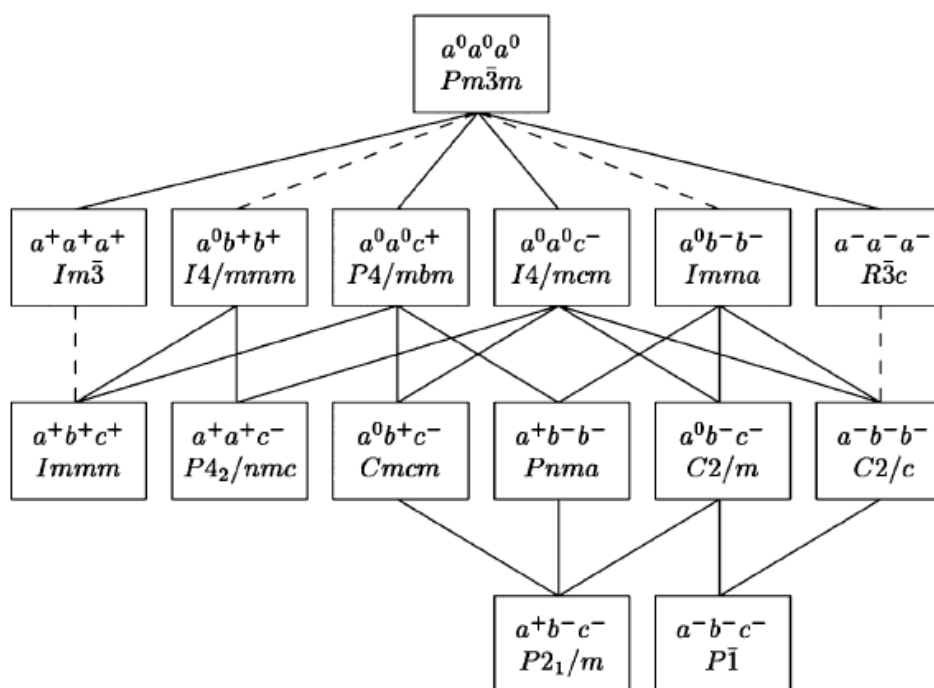 a⁰a⁰a⁰
Pm3̄m
a⁺a⁺a⁺
Im3̄
a⁰b⁺b⁺
I4/mmm
a⁰a⁰c⁺
P4/mbm
a⁰a⁰c⁻
I4/mcm
a⁰b⁻b⁻
Imma
a⁻a⁻a⁻
R3̄c
a⁺b⁺c⁺
Immm
a⁺a⁺c⁻
P4₂/nmc
a⁰b⁺c⁻
Cmcm
a⁺b⁻b⁻
Pnma
a⁰b⁻c⁻
C2/m
a⁻b⁻b⁻
C2/c
a⁺b⁻c⁻
P2₁/m
a⁻b⁻c⁻
P1̄